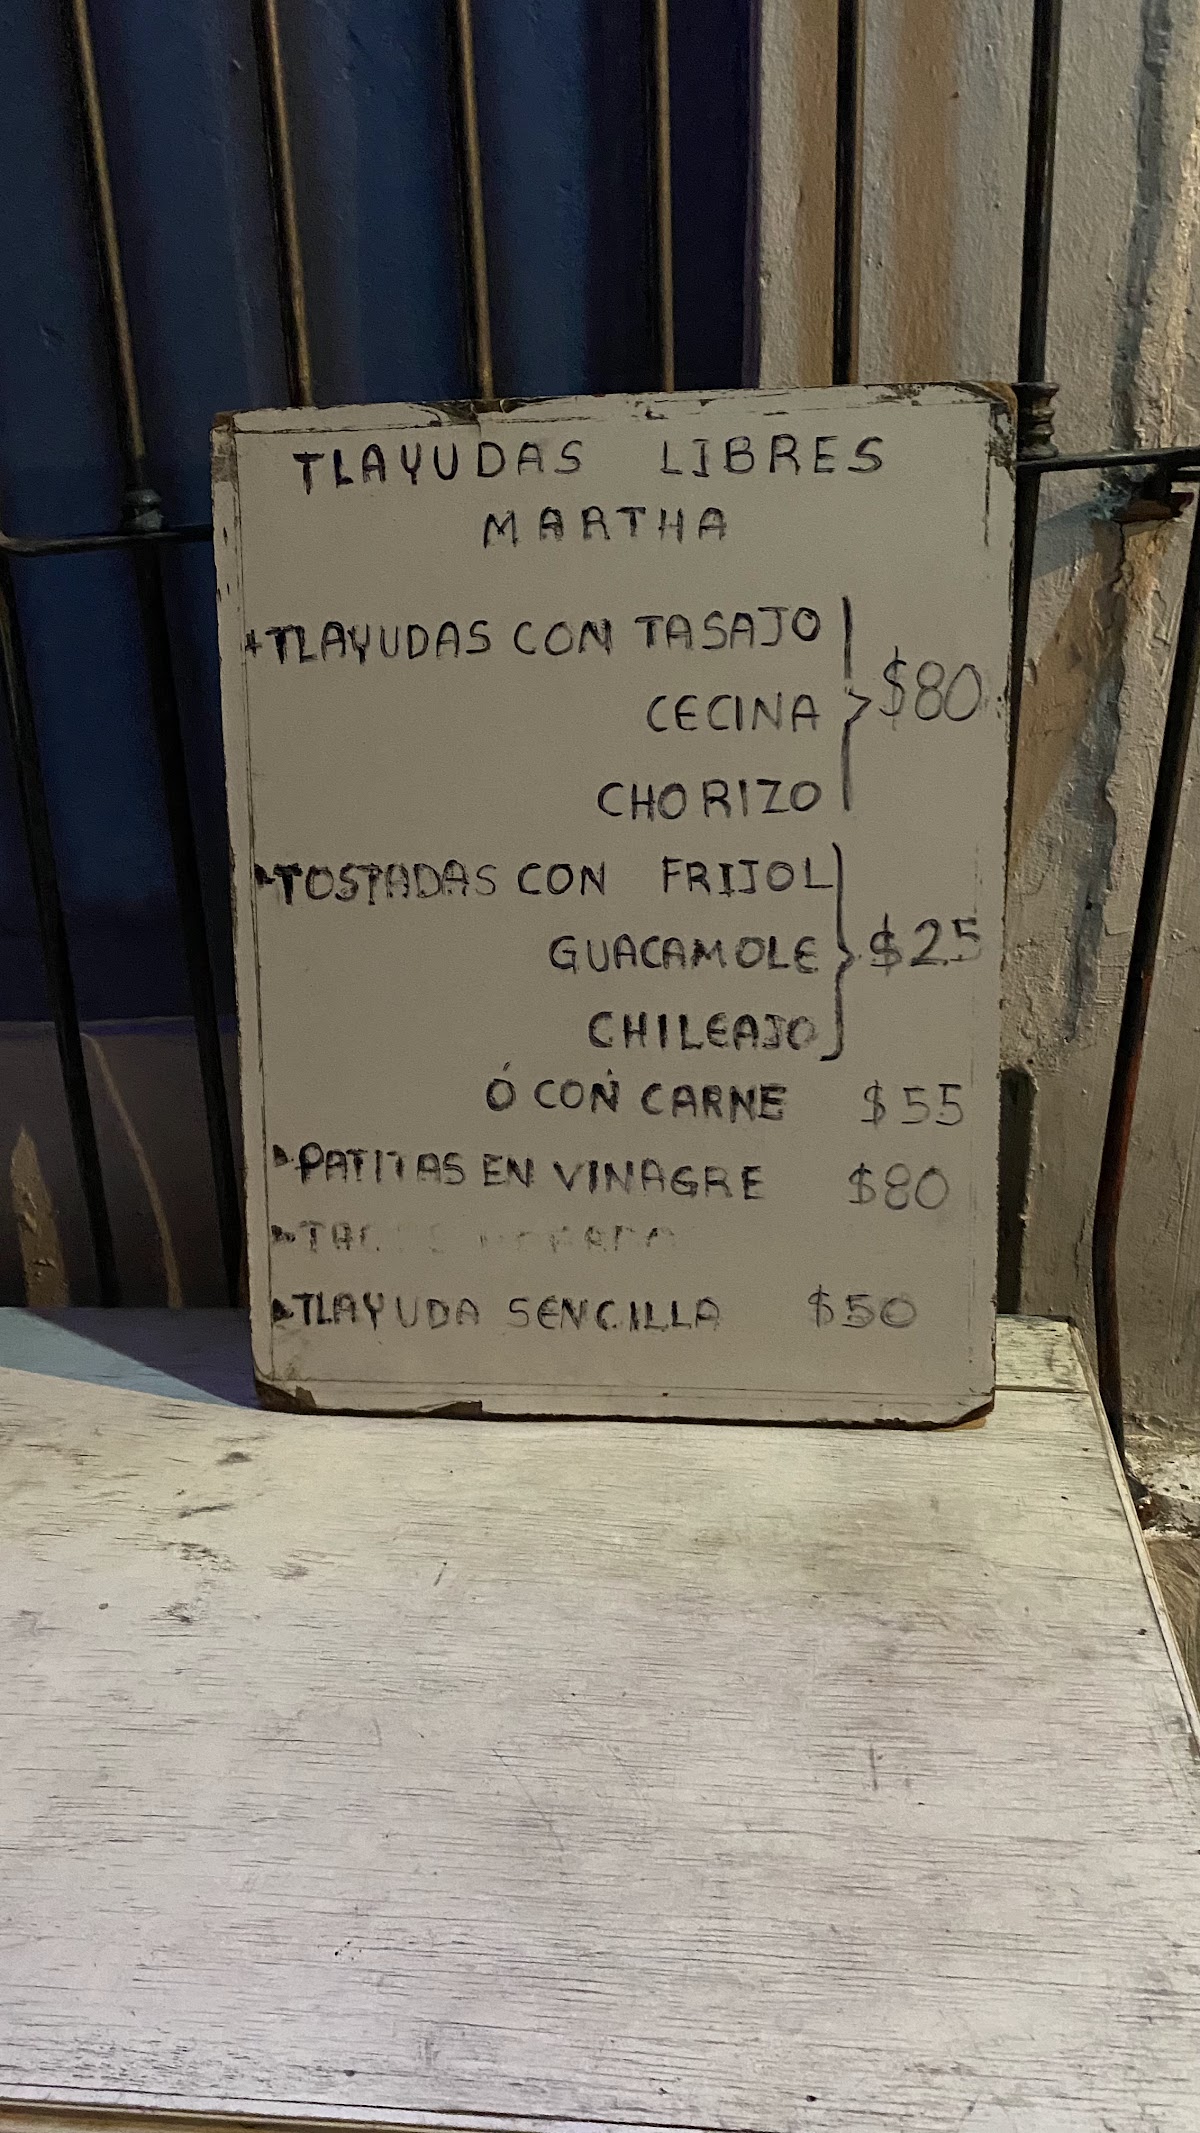 TLAYUDAS LIBRES
MARTHA
TLAYUDAS CON TASAJO
CECINA $80
CHORIZO
TOSTADAS CON FRIJOL
GUACAMOLE $25
CHILEAJO
Ó CON CARNE $55
PATITAS EN VINAGRE $80
TLAYUDA SENCILLA $50